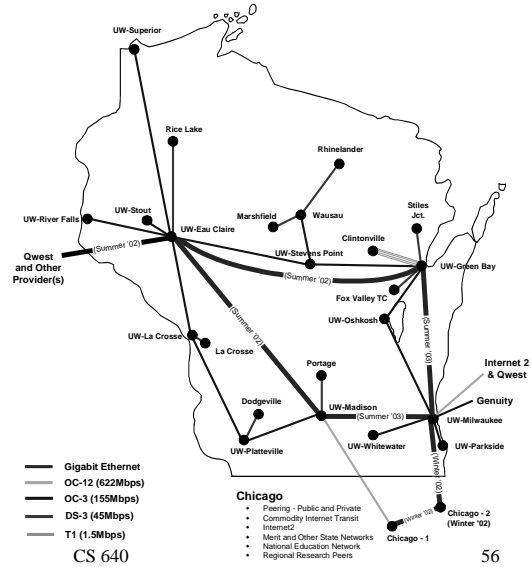 UW-Superior
Rice Lake
Rhinelander
UW-Stout
UW-River Falls
UW-Eau Claire
Marshfield
Wausau
Stiles
Jct.
Clintonville
(Summer '02)
Qwest
and Other
Provider(s)
UW-Stevens Point
UW-Green Bay
(Summer '02)
Fox Valley TC
UW-Oshkosh
(Summer '02)
(Summer '03)
UW-La Crosse
La Crosse
Portage
Internet 2
& Qwest
Dodgeville
Genuity
UW-Madison
(Summer '03)
UW-Milwaukee
UW-Platteville
UW-Whitewater
UW-Parkside
(Winter '02)
Gigabit Ethernet
OC-12 (622Mbps)
OC-3 (155Mbps)
DS-3 (45Mbps)
T1 (1.5Mbps)
Chicago
• Peering - Public and Private
• Commodity Internet Transit
• Internet2
• Merit and Other State Networks
• National Education Network
• Regional Research Peers
(Winter '02)
Chicago - 1
Chicago - 2
(Winter '02)
CS 640
56